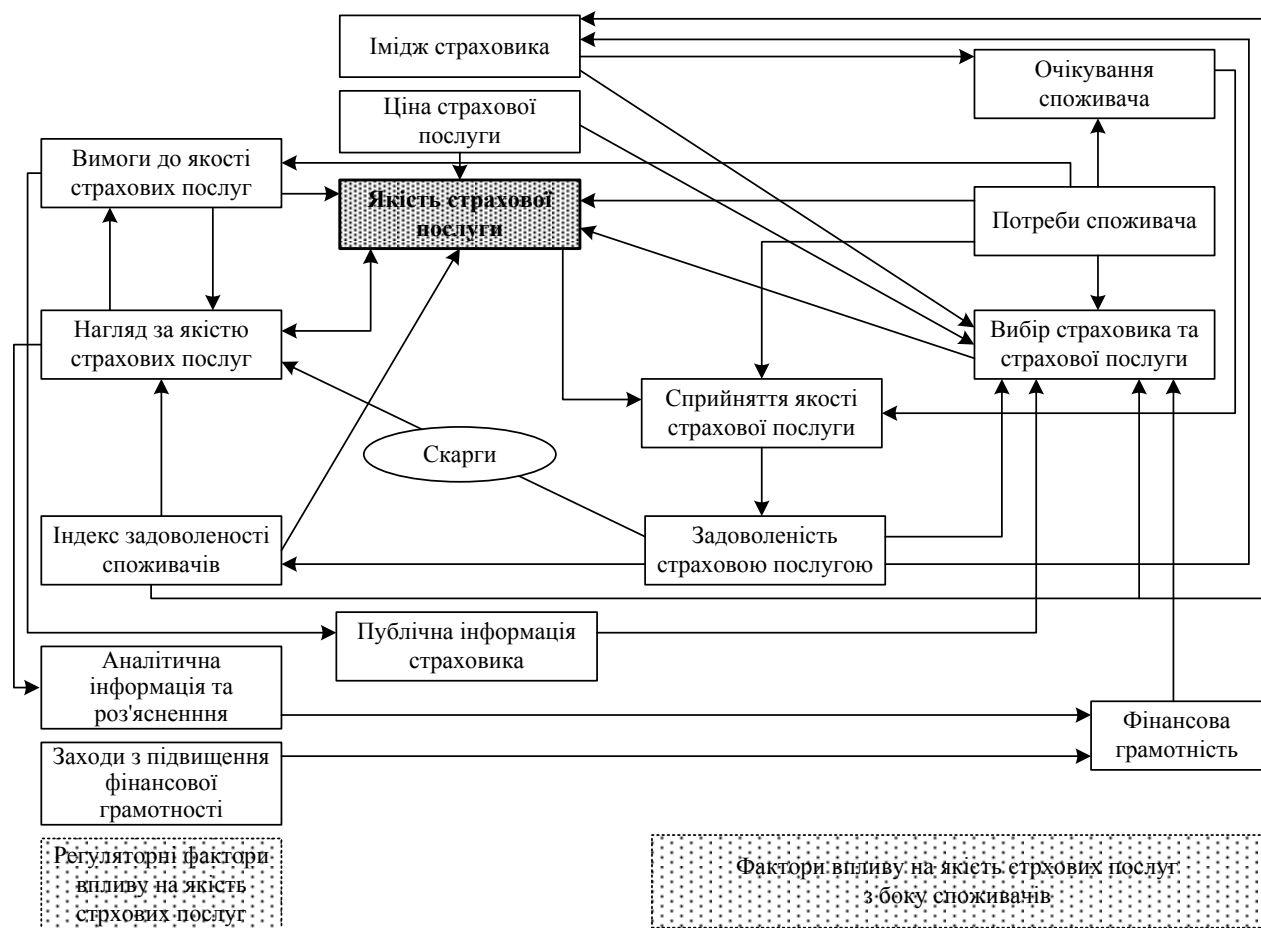 Імідж страховика
Очікування
споживача
Ціна страхової
послуги
Вимоги до якості
страхових послуг
Якість страхової
послуги
Потреби споживача
Нагляд за якістю
страхових послуг
Вибір страховика та
страхової послуги
Сприйняття якості
страхової послуги
Скарги
Індекс задоволеності
споживачів
Задоволеність
страховою послугою
Публічна інформація
страховика
Аналітична
інформація та
роз'ясненння
Фінансова
грамотність
Заходи з підвищення
фінансової
грамотності
Регуляторні фактори
впливу на якість
стрхових послуг
Фактори впливу на якість стрхових послуг
з боку споживачів